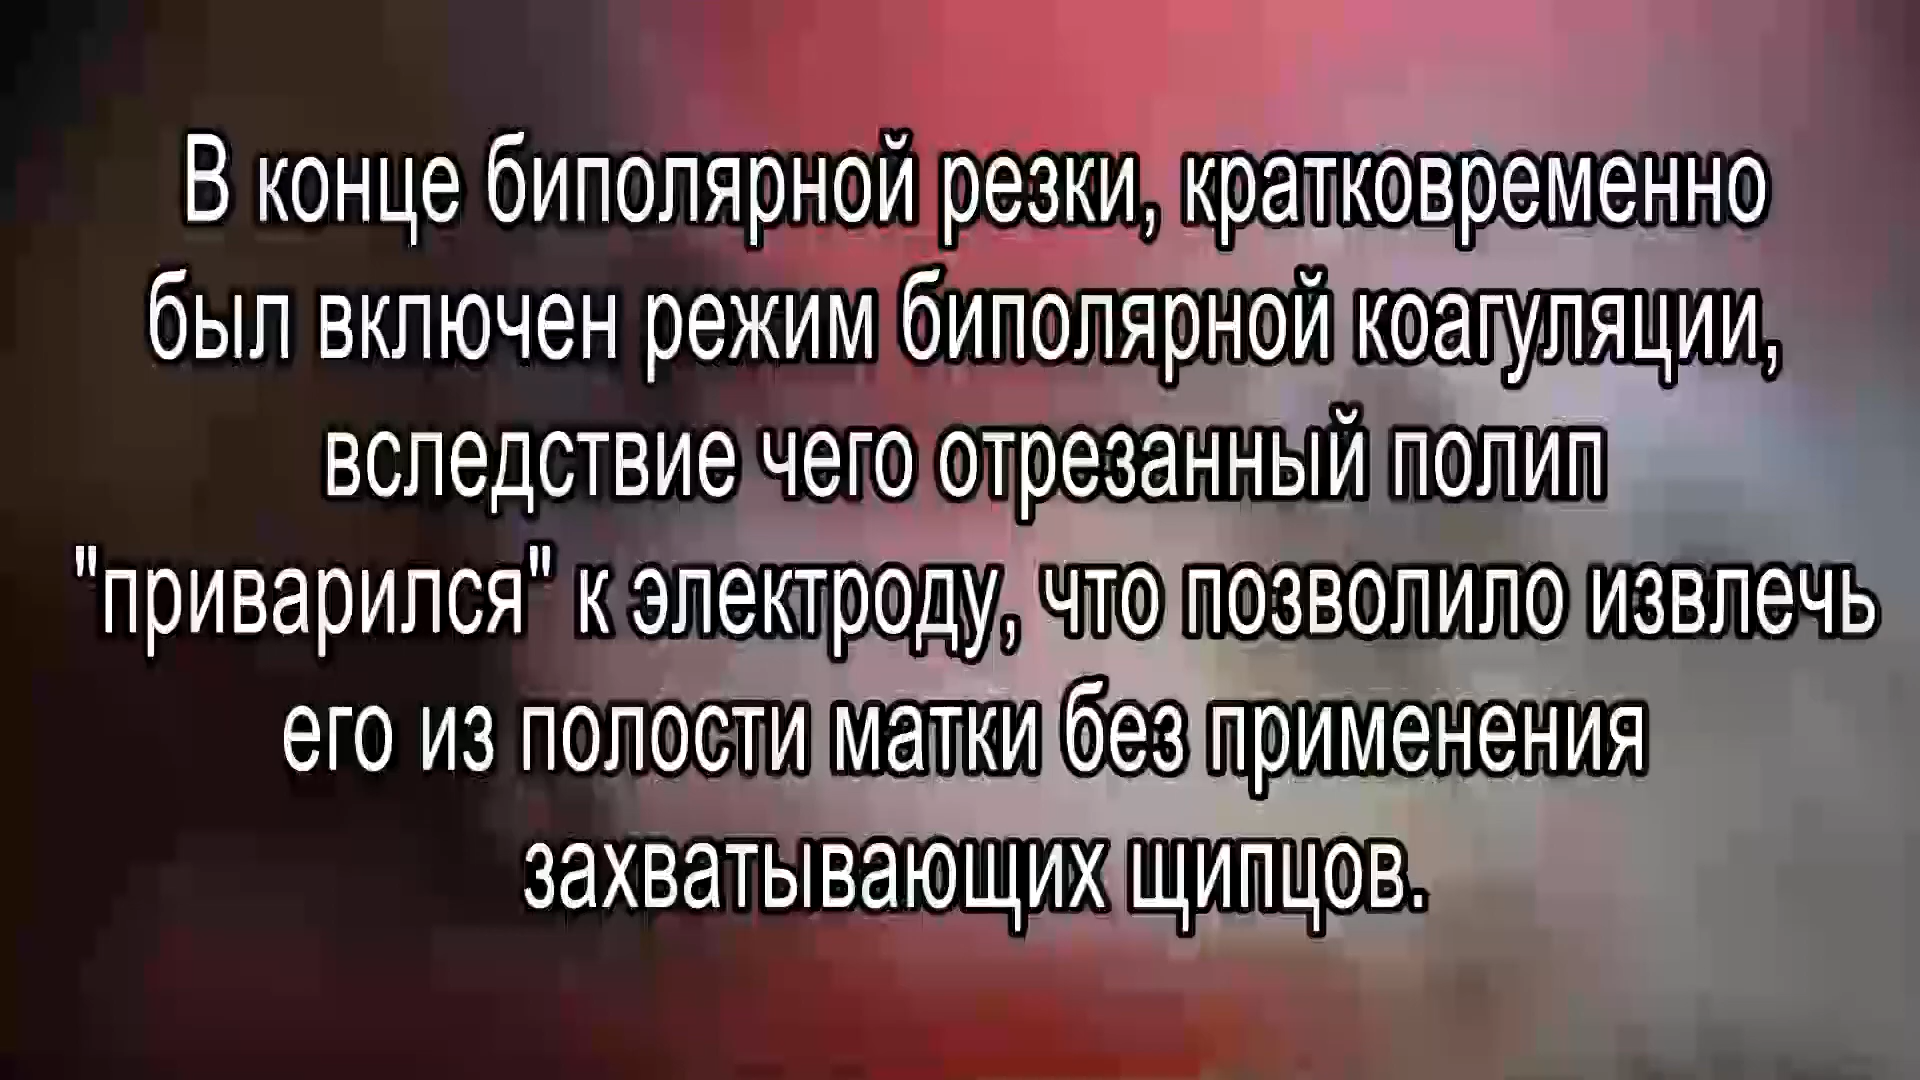 В конце биполярной резки, кратковременно
был включен режим биполярной коагуляции,
вследствие чего отрезанный полип
"приварился" к электроду, что позволило извлечь
его из полости матки без применения
захватывающих щипцов.